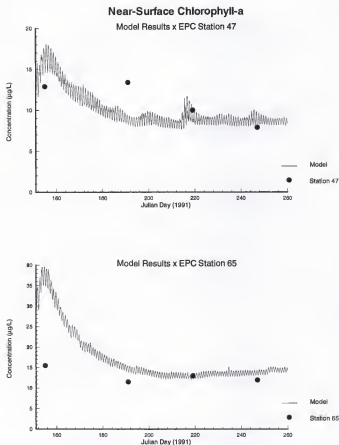 Near-Surface Chlorophyll-a
Model Results x EPC Station 47
20
15
10
5
0
Concentration (µg/L)
160 180 200 220 240 260
Julian Day (1991)
Model
Station 47
Model Results x EPC Station 65
40
35
30
25
20
15
10
5
0
Concentration (µg/L)
160 180 200 220 240 260
Julian Day (1991)
Model
Station 65